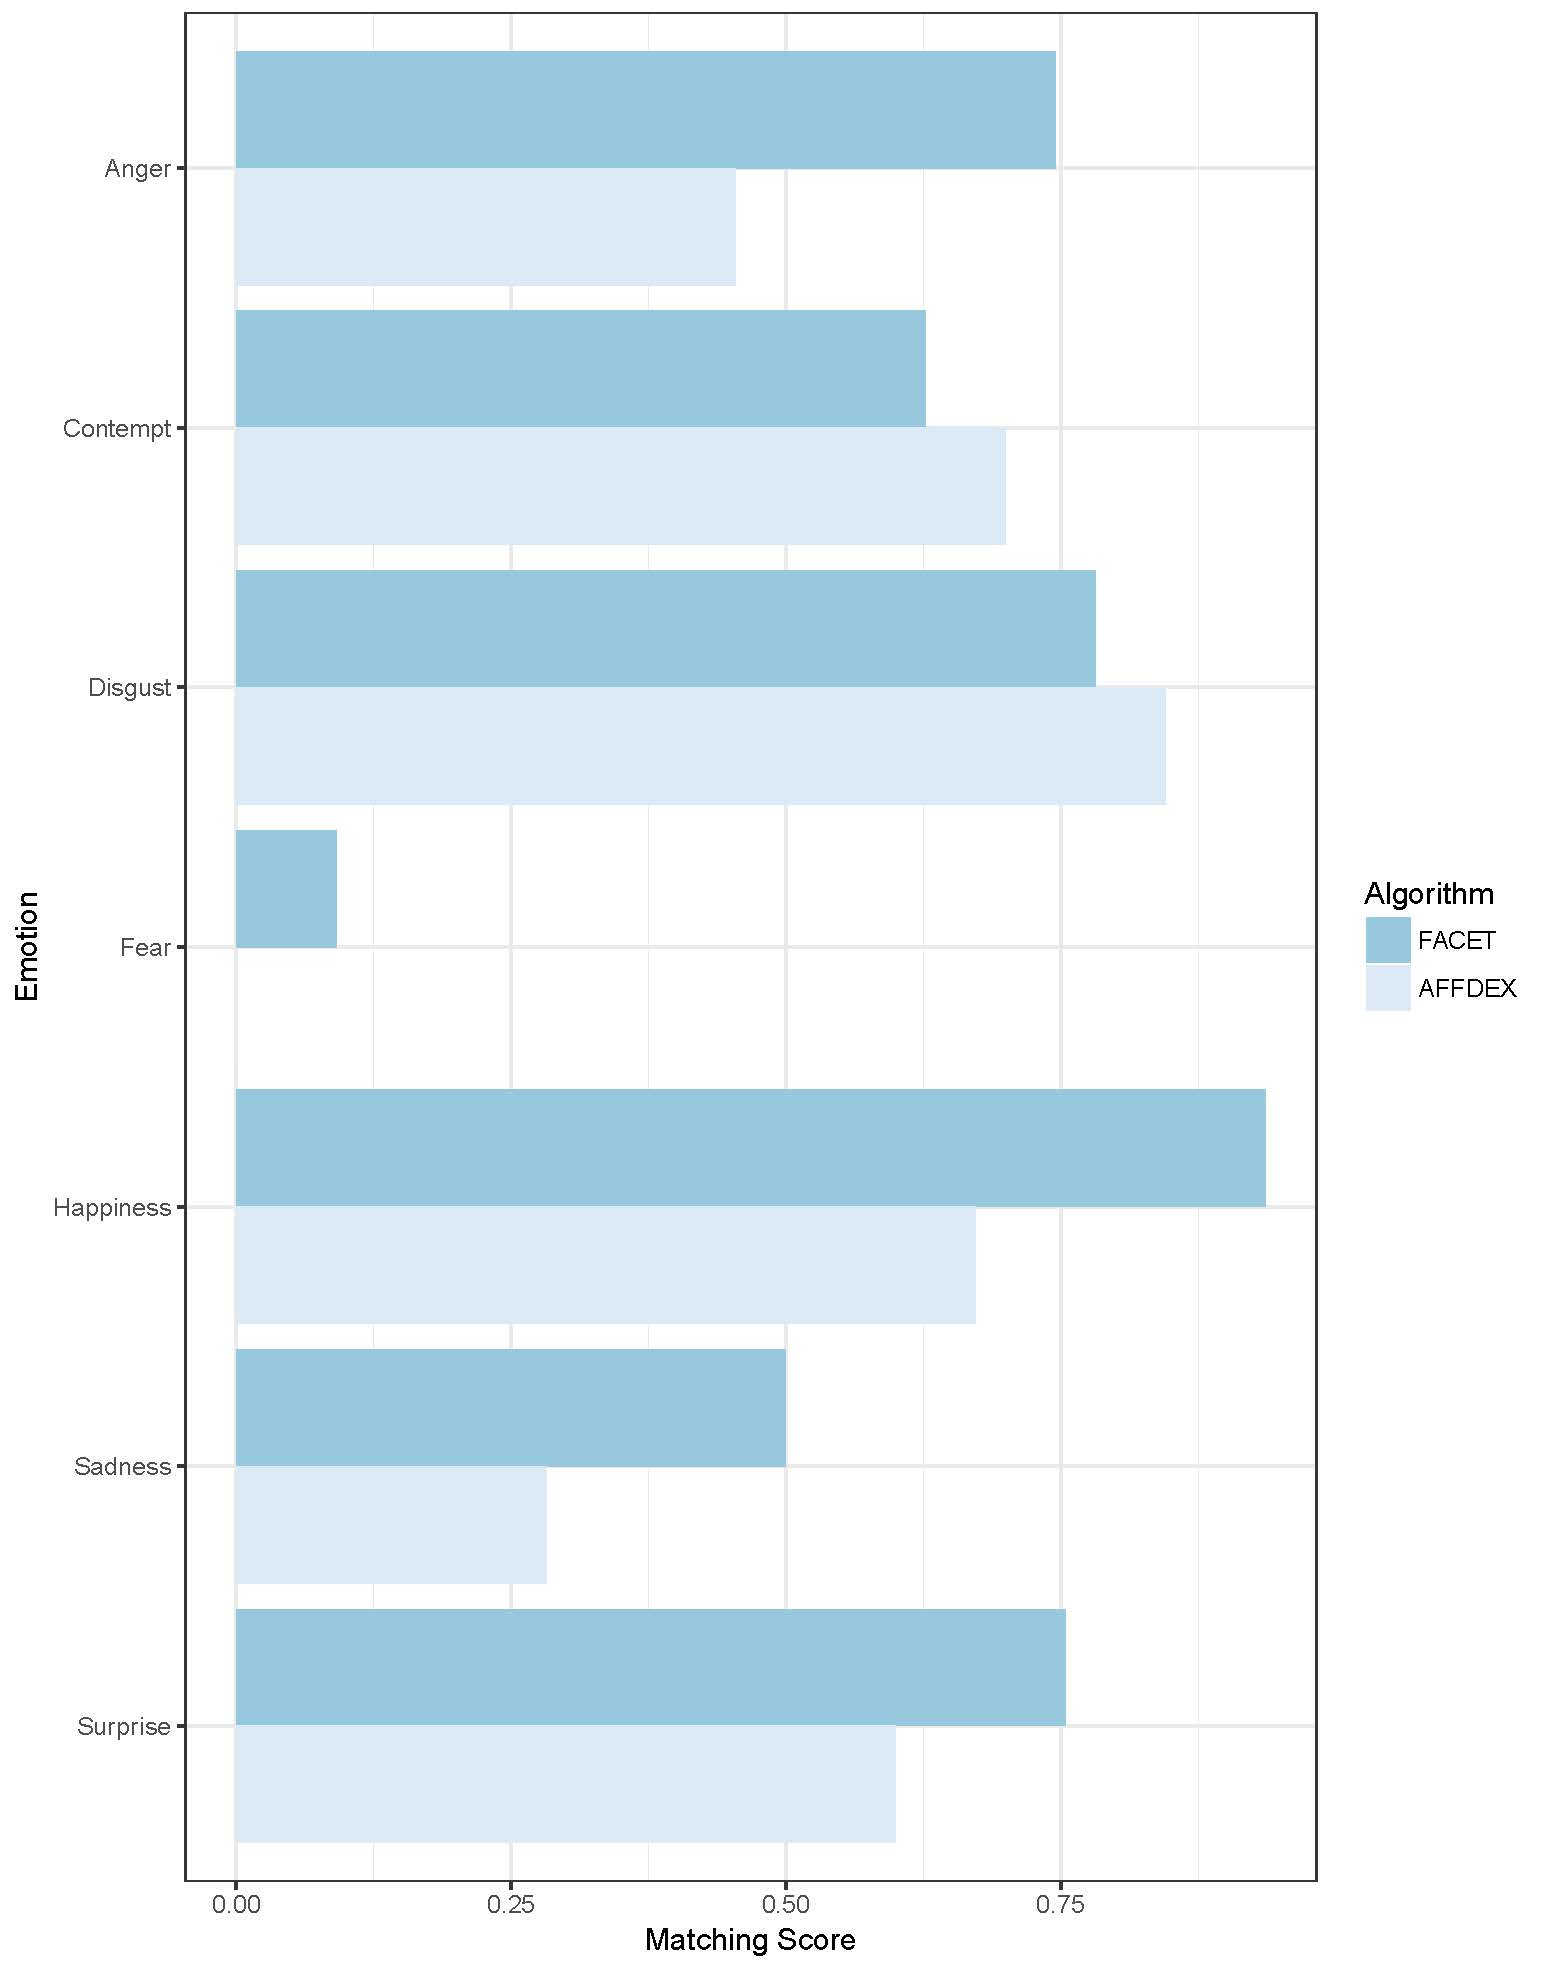 Anger
Contempt
Disgust
Fear
Happiness
Sadness
Surprise
Emotion
0.00
0.25
0.50
0.75
Matching Score
Algorithm
FACET
AFFDEX